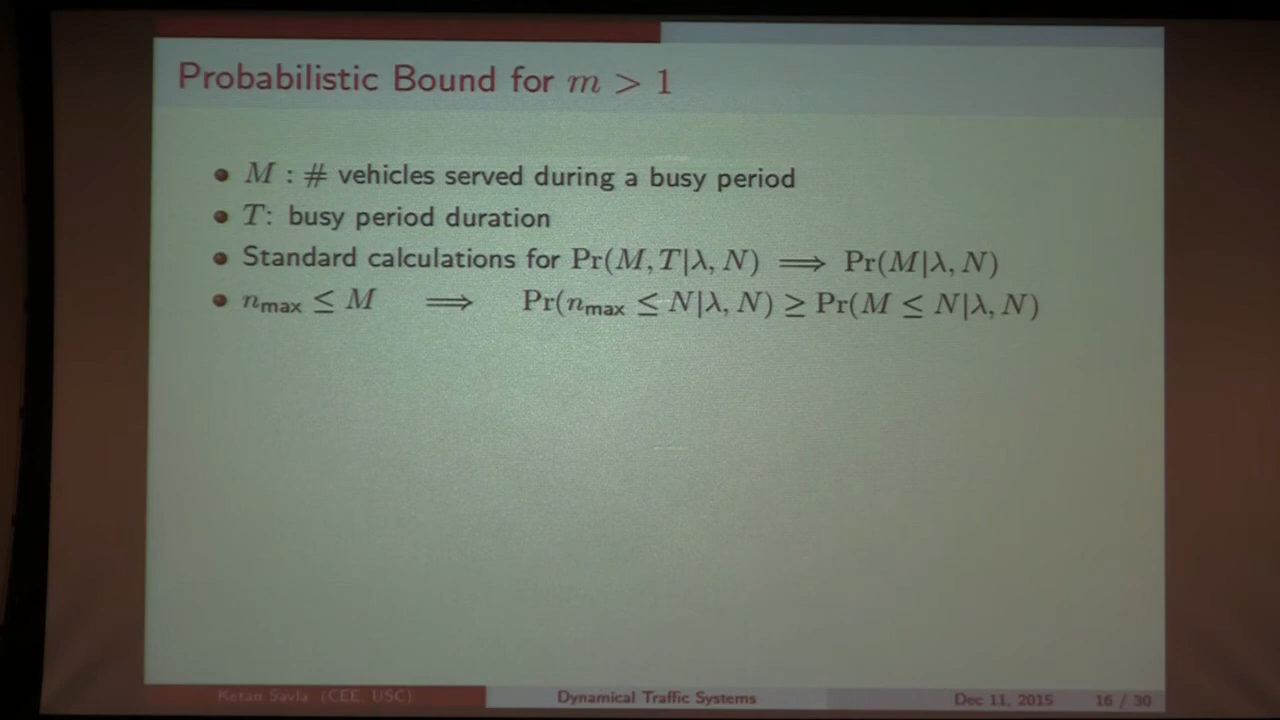 Probabilistic Bound for m > 1
• M : # vehicles served during a busy period
• T: busy period duration
• Standard calculations for Pr(M, T|λ, N) ⟹ Pr(M|λ, N)
• n_max ≤ M ⟹ Pr(n_max ≤ N|λ, N) ≥ Pr(M ≤ N|λ, N)
Ketan Savla (CEE, USC) Dynamical Traffic Systems Dec 11, 2015 16 / 30